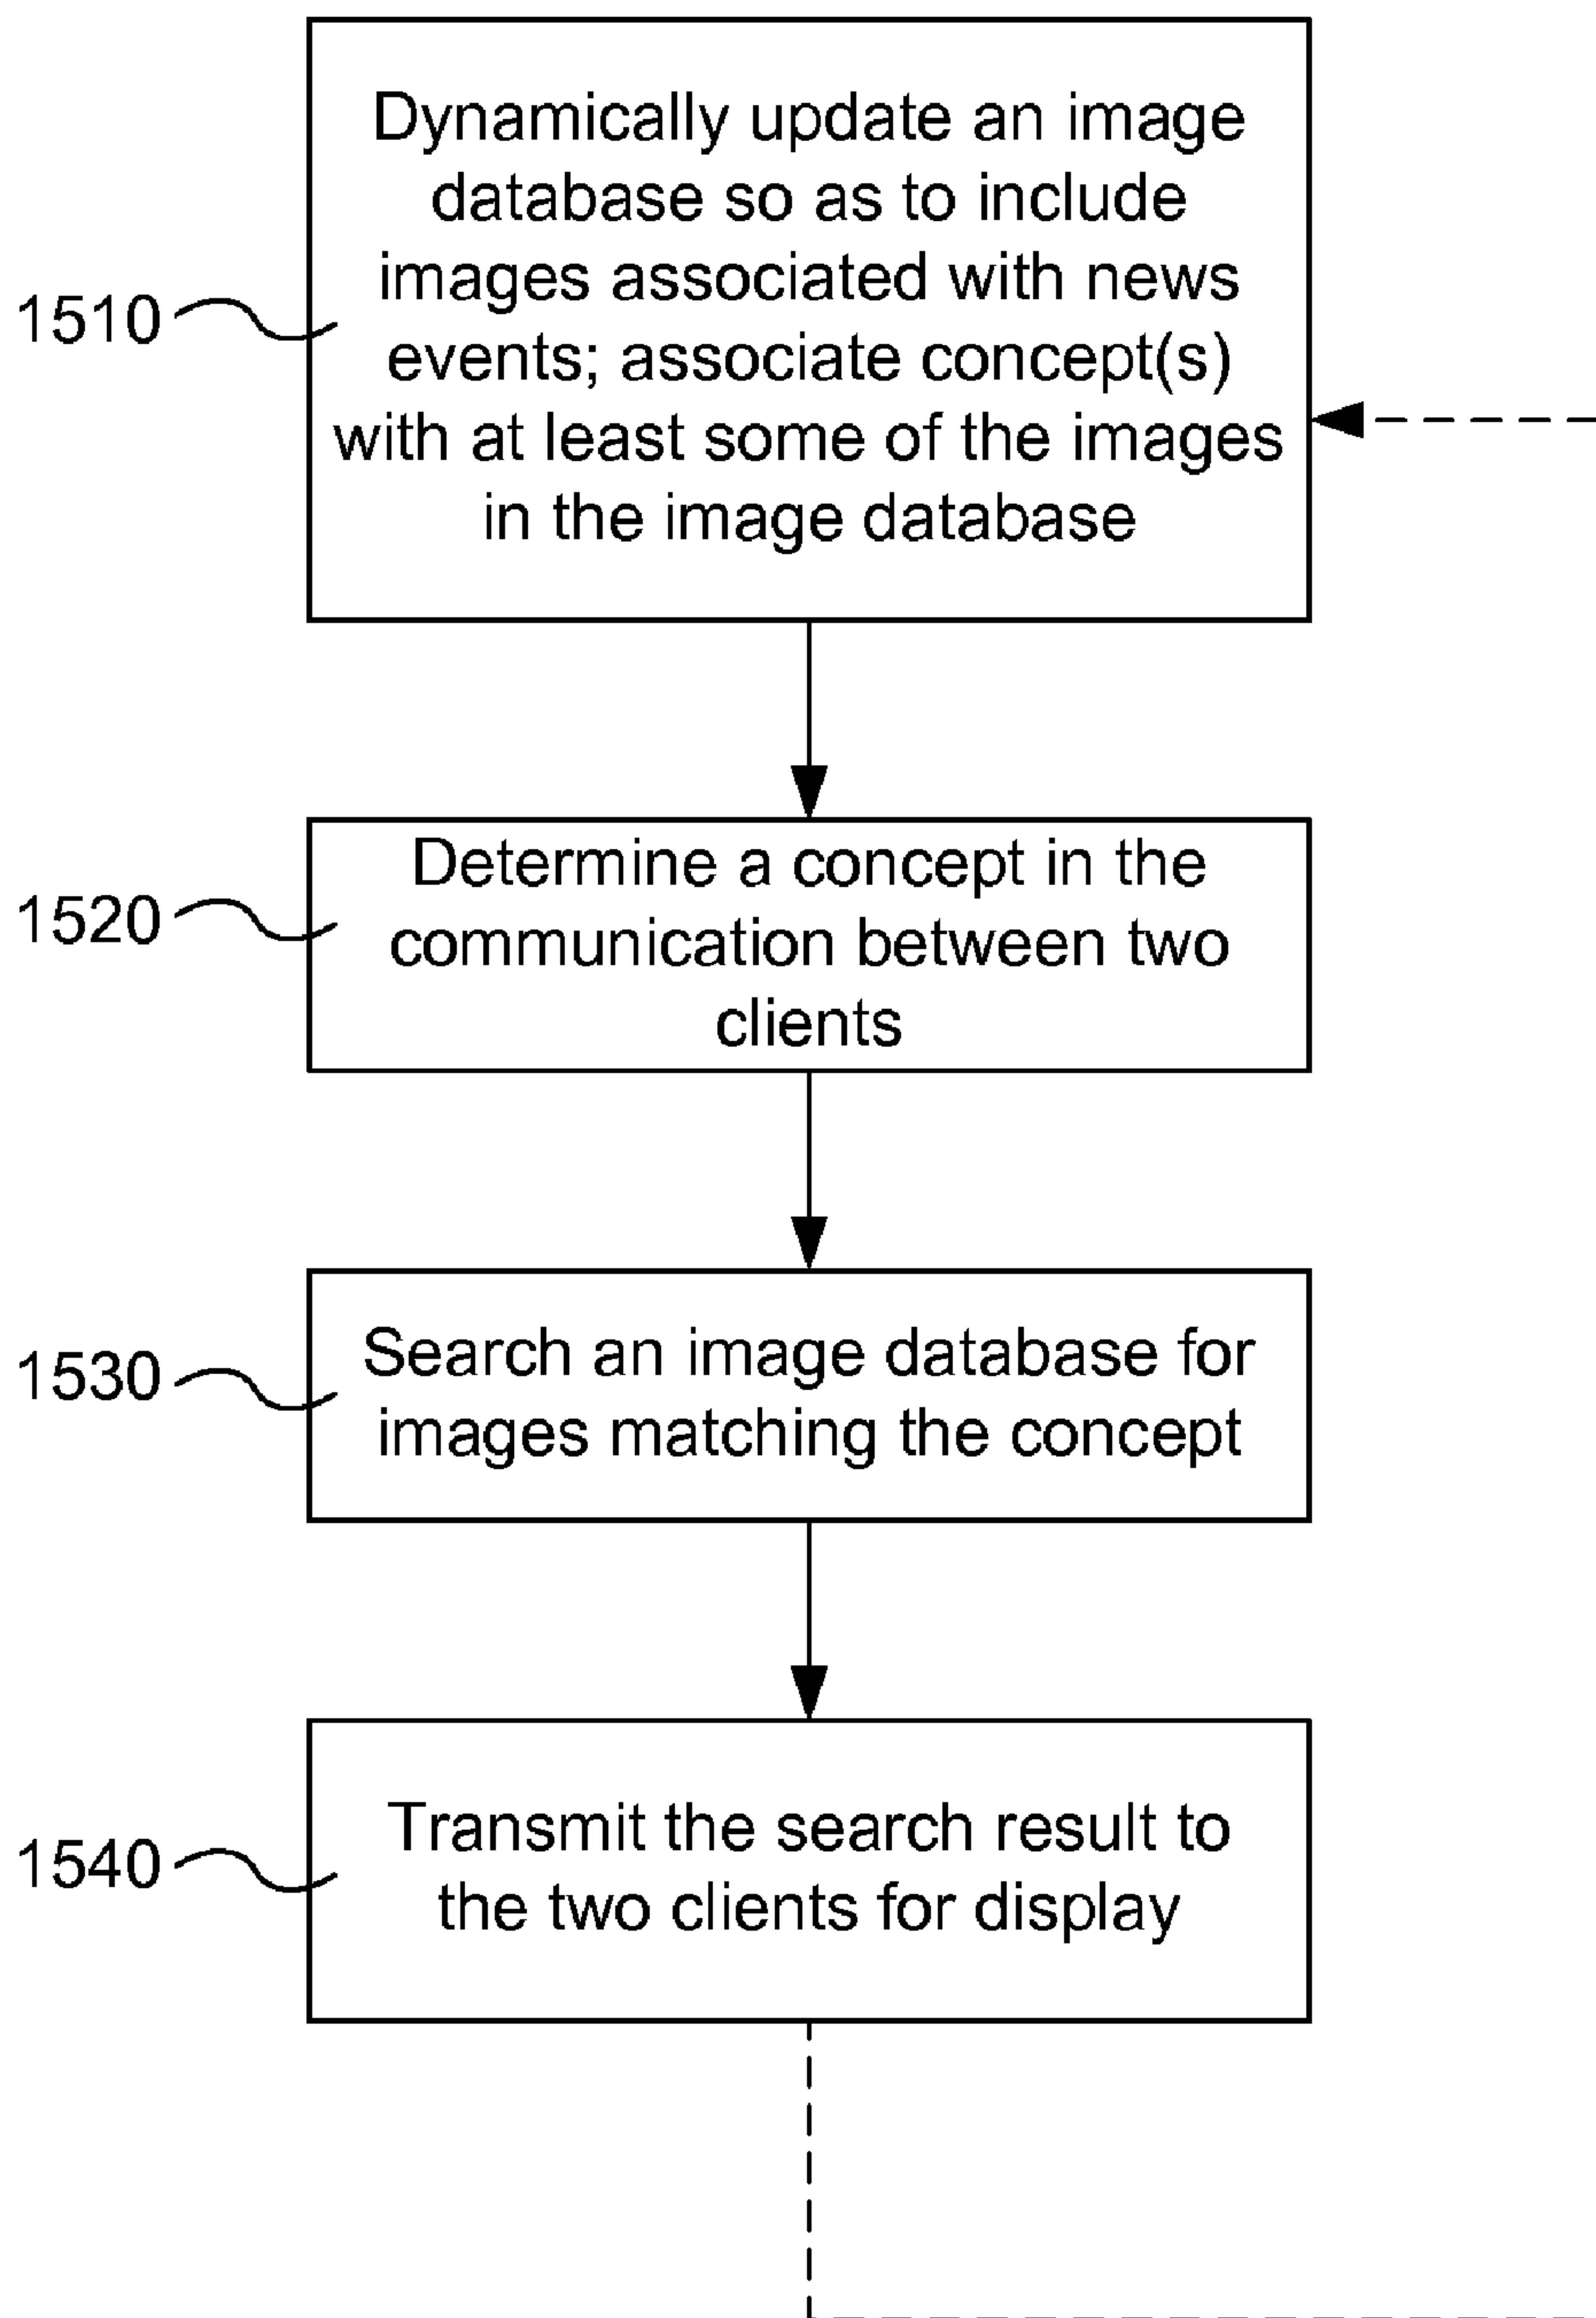 Dynamically update an image
database so as to include
images associated with news
events; associate concept(s)
with at least some of the images
in the image database
1510
Determine a concept in the
communication between two
clients
1520
Search an image database for
images matching the concept
1530
Transmit the search result to
the two clients for display
1540